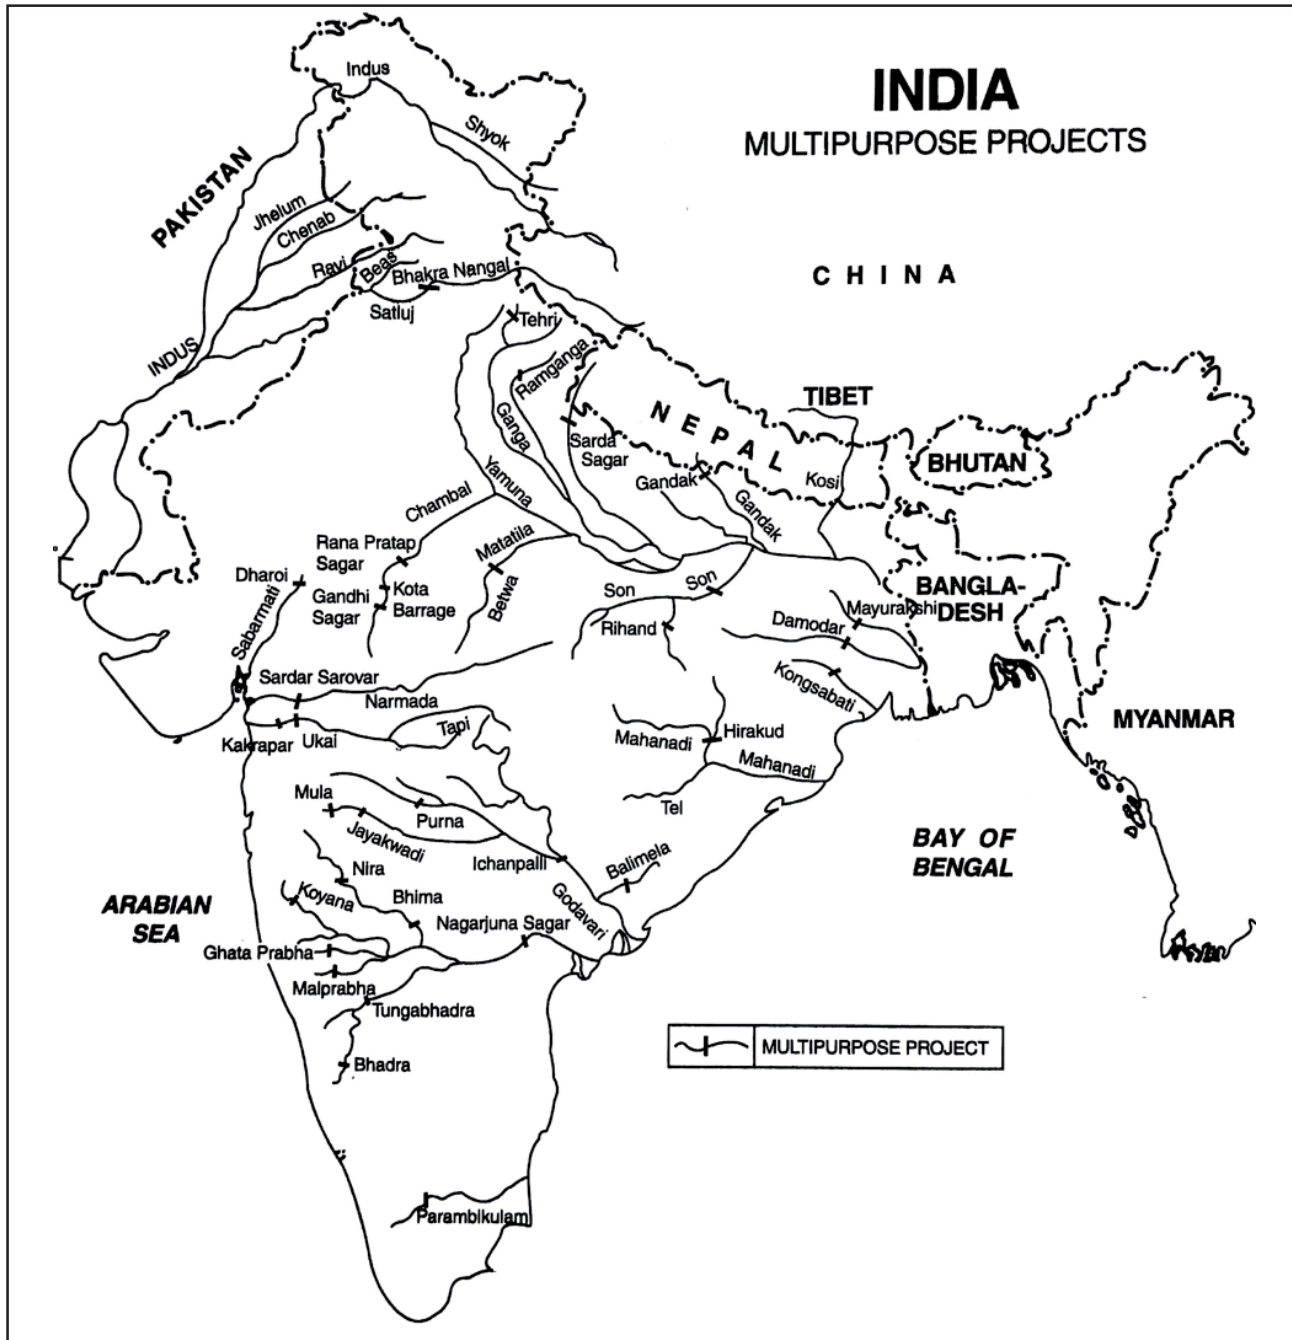 INDIA
MULTIPURPOSE PROJECTS
Indus
Shyok
PAKISTAN
Jhelum
Chenab
Ravi
Beas
Bhakra Nangal
Satluj
CHINA
INDUS
Tehri
Ramganga
Ganga
TIBET
NEPAL
Sarda
Sagar
BHUTAN
Yamuna
Gandak
Kosi
Gandak
Chambal
Rana Pratap
Sagar
Matatila
Dharoi
Gandhi
Sagar
Kota
Barrage
Betwa
Son
Son
BANGLA-
DESH
Mayurakshi
Sabarmati
Rihand
Damodar
Sardar Sarovar
Kongsabati
Narmada
MYANMAR
Kakrapar
Ukai
Tapi
Mahanadi
Hirakud
Mahanadi
Mula
Tel
Purna
Jayakwadi
BAY OF
BENGAL
Ichanpalli
Balimela
Nira
Koyana
Bhima
ARABIAN
SEA
Godavari
Nagarjuna Sagar
Ghata Prabha
Malprabha
Tungabhadra
MULTIPURPOSE PROJECT
Bhadra
Parambikulam